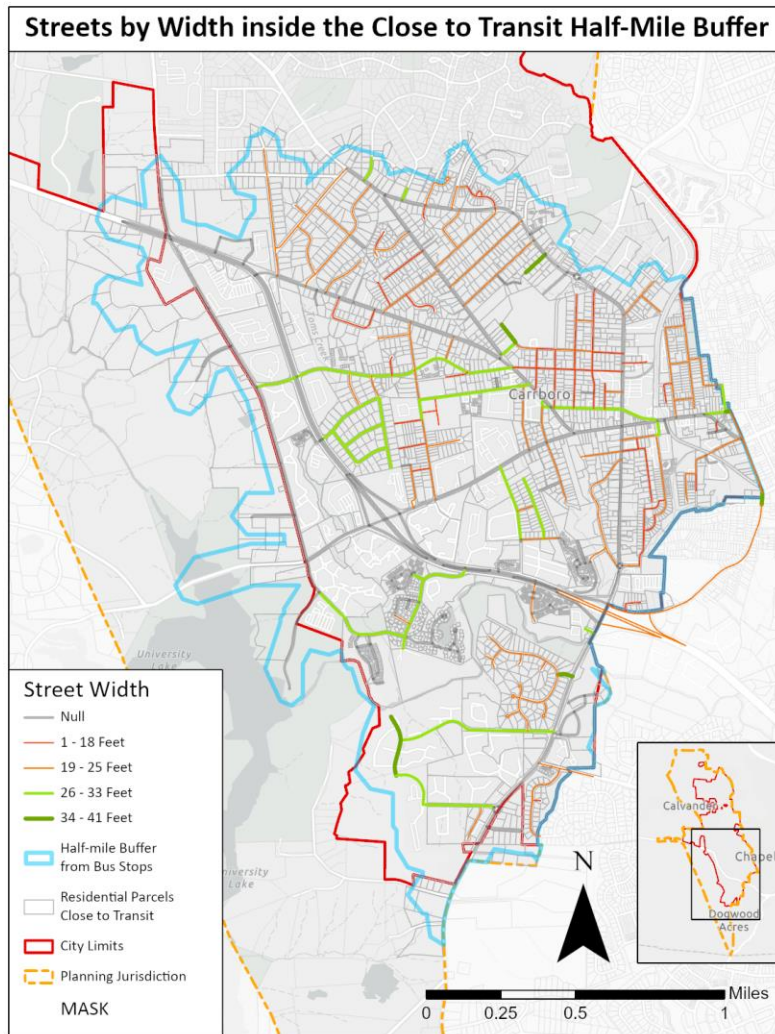 Streets by Width inside the Close to Transit Half-Mile Buffer
Toms Creek
Carrboro
University
Lake
Street Width
Null
1 - 18 Feet
19 - 25 Feet
26 - 33 Feet
34 - 41 Feet
Half-mile Buffer
from Bus Stops
Residential Parcels
Close to Transit
City Limits
Planning Jurisdiction
MASK
University
Lake
N
Miles
0 0.25 0.5 1
Calvander
Chapel
Dogwood
Acres